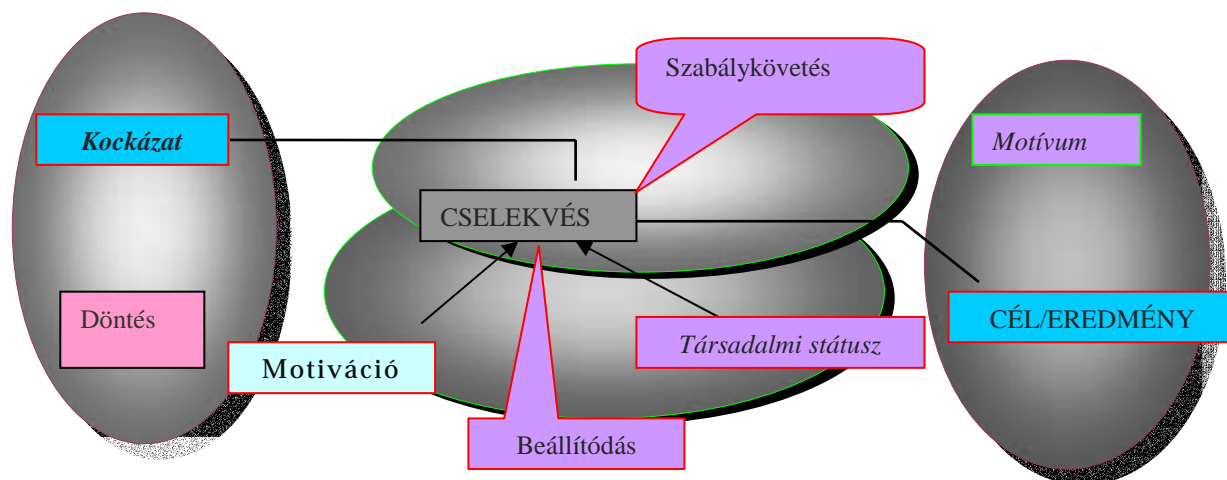 Szabálykövetés
Kockázat
Motívum
CSELEKVÉS
Döntés
CÉL/EREDMÉNY
Társadalmi státusz
Motiváció
Beállítódás